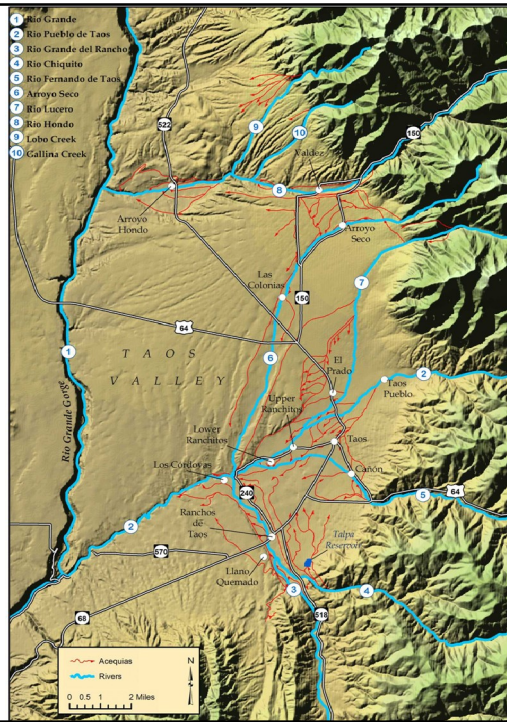 1 Rio Grande
2 Rio Pueblo de Taos
3 Rio Grande del Rancho
4 Rio Chiquito
5 Rio Fernando de Taos
6 Arroyo Seco
7 Rio Lucero
8 Rio Hondo
9 Lobo Creek
10 Gallina Creek
522
150
9
10
Valdez
8
Arroyo
Hondo
Arroyo
Seco
Las
Colonias
7
150
64
1
TAOS
VALLEY
6
El
Prado
2
Taos
Pueblo
Upper
Ranchitos
Rio Grande Gorge
Lower
Ranchitos
Taos
Los Cordovas
Cañón
240
64
5
Ranchos
de
Taos
2
Talpa
Reservoir
570
Llano
Quemado
3
4
68
518
Acequias
N
Rivers
0 0.5 1 2 Miles